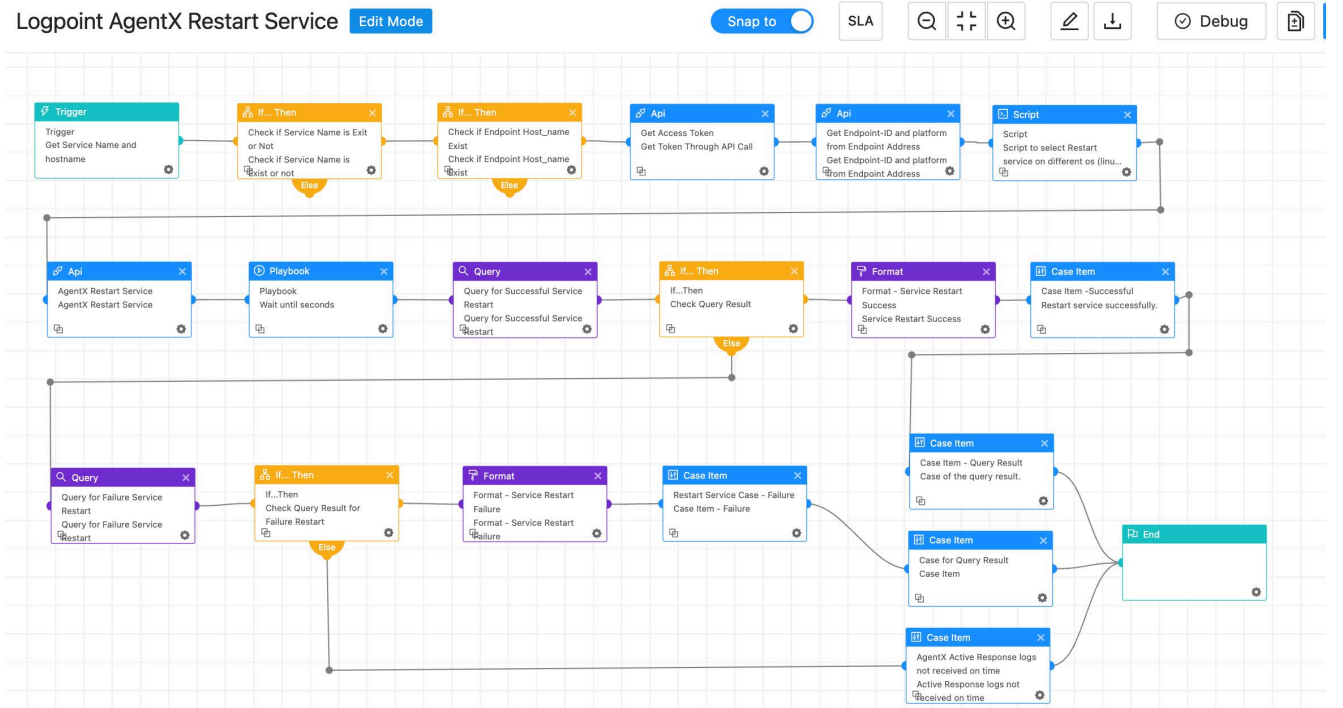 Logpoint AgentX Restart Service
Edit Mode
Snap to
SLA
Debug
Trigger
Trigger
Get Service Name and
hostname
If... Then
Check if Service Name is Exit
or Not
Check if Service Name is
Exist or not
Else
If... Then
Check if Endpoint Host_name
Exist
Check if Endpoint Host_name
Exist
Else
Api
Get Access Token
Get Token Through API Call
Api
Get Endpoint-ID and platform
from Endpoint Address
Get Endpoint-ID and platform
from Endpoint Address
Script
Script
Script to select Restart
service on different os (linu...
Api
AgentX Restart Service
AgentX Restart Service
Playbook
Playbook
Wait until seconds
Query
Query for Successful Service
Restart
Query for Successful Service
Restart
If... Then
If...Then
Check Query Result
Else
Format
Format - Service Restart
Success
Service Restart Success
Case Item
Case Item -Successful
Restart service successfully.
Query
Query for Failure Service
Restart
Query for Failure Service
Restart
If... Then
If...Then
Check Query Result for
Failure Restart
Else
Format
Format - Service Restart
Failure
Format - Service Restart
Failure
Case Item
Restart Service Case - Failure
Case Item - Failure
Case Item
Case Item - Query Result
Case of the query result.
Case Item
Case for Query Result
Case Item
Case Item
AgentX Active Response logs
not received on time
Active Response logs not
received on time
End